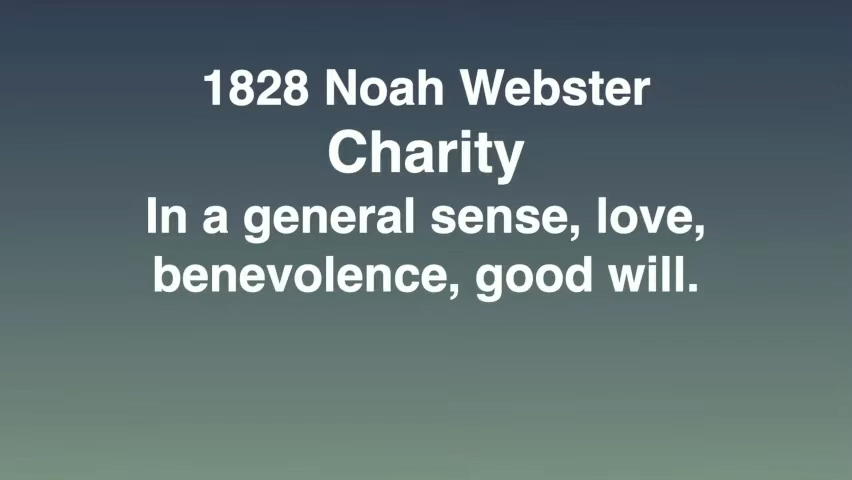 1828 Noah Webster
Charity
In a general sense, love,
benevolence, good will.